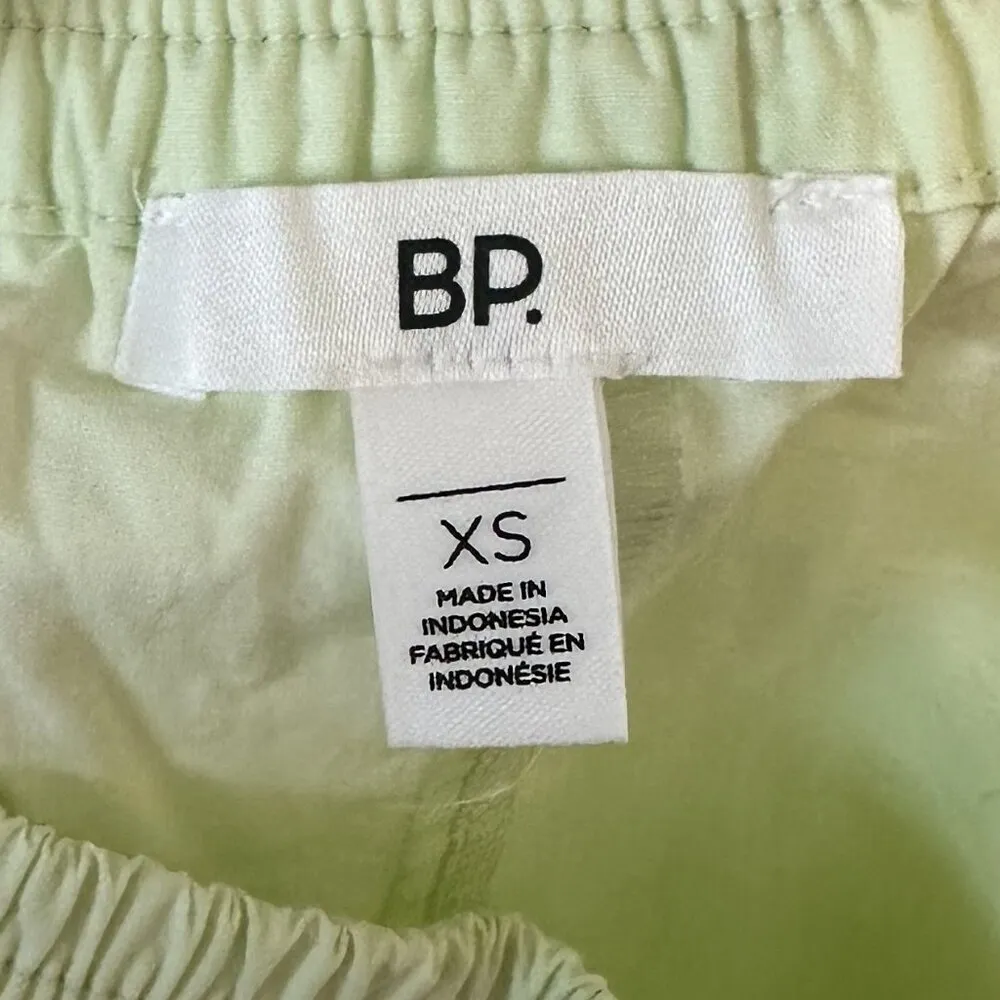 BP.
XS
MADE IN
INDONESIA
FABRIQUÉ EN
INDONÉSIE